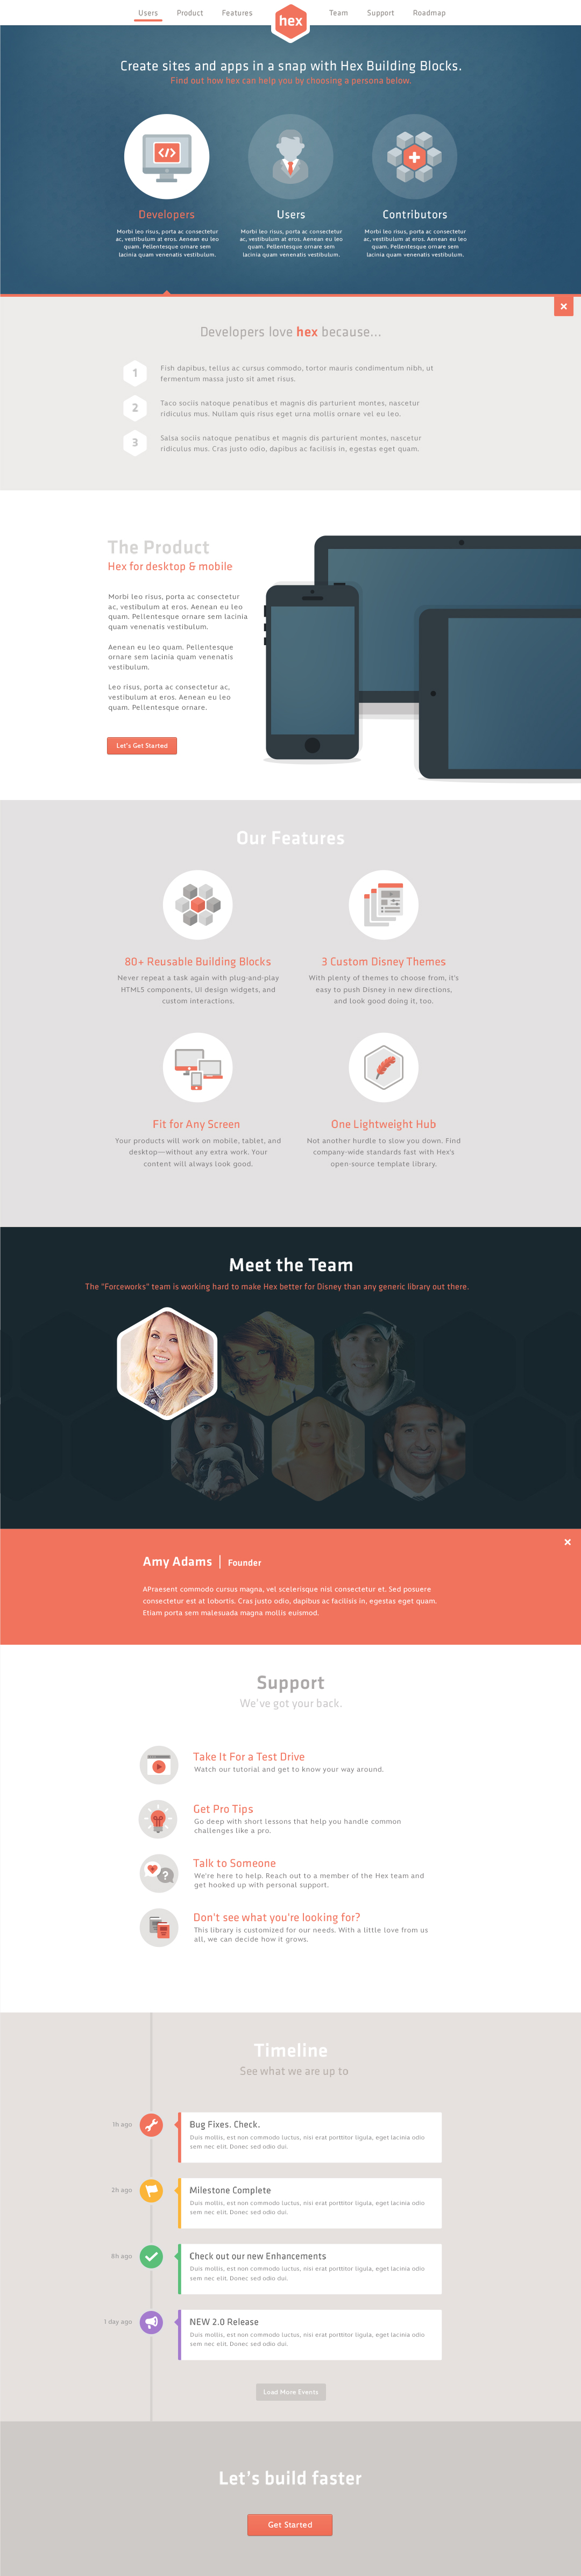 Users Product Features hex Team Support Roadmap
Create sites and apps in a snap with Hex Building Blocks.
Find out how hex can help you by choosing a persona below.
</>
Developers
Morbi leo risus, porta ac consectetur
ac, vestibulum at eros. Aenean eu leo
quam. Pellentesque ornare sem
lacinia quam venenatis vestibulum.
Users
Morbi leo risus, porta ac consectetur
ac, vestibulum at eros. Aenean eu leo
quam. Pellentesque ornare sem
lacinia quam venenatis vestibulum.
Contributors
Morbi leo risus, porta ac consectetur
ac, vestibulum at eros. Aenean eu leo
quam. Pellentesque ornare sem
lacinia quam venenatis vestibulum.
Developers love hex because...
1
Fish dapibus, tellus ac cursus commodo, tortor mauris condimentum nibh, ut
fermentum massa justo sit amet risus.
2
Taco sociis natoque penatibus et magnis dis parturient montes, nascetur
ridiculus mus. Nullam quis risus eget urna mollis ornare vel eu leo.
3
Salsa sociis natoque penatibus et magnis dis parturient montes, nascetur
ridiculus mus. Cras justo odio, dapibus ac facilisis in, egestas eget quam.
The Product
Hex for desktop & mobile
Morbi leo risus, porta ac consectetur
ac, vestibulum at eros. Aenean eu leo
quam. Pellentesque ornare sem lacinia
quam venenatis vestibulum.
Aenean eu leo quam. Pellentesque
ornare sem lacinia quam venenatis
vestibulum.
Leo risus, porta ac consectetur ac,
vestibulum at eros. Aenean eu leo
quam. Pellentesque ornare.
Let's Get Started
Our Features
80+ Reusable Building Blocks
Never repeat a task again with plug-and-play
HTML5 components, UI design widgets, and
custom interactions.
3 Custom Disney Themes
With plenty of themes to choose from, it's
easy to push Disney in new directions,
and look good doing it, too.
Fit for Any Screen
Your products will work on mobile, tablet, and
desktop—without any extra work. Your
content will always look good.
One Lightweight Hub
Not another hurdle to slow you down. Find
company-wide standards fast with Hex's
open-source template library.
Meet the Team
The "Forceworks" team is working hard to make Hex better for Disney than any generic library out there.
Amy Adams | Founder
APraesent commodo cursus magna, vel scelerisque nisl consectetur et. Sed posuere
consectetur est at lobortis. Cras justo odio, dapibus ac facilisis in, egestas eget quam.
Etiam porta sem malesuada magna mollis euismod.
Support
We've got your back.
Take It For a Test Drive
Watch our tutorial and get to know your way around.
Get Pro Tips
Go deep with short lessons that help you handle common
challenges like a pro.
?
Talk to Someone
We're here to help. Reach out to a member of the Hex team and
get hooked up with personal support.
Don't see what you're looking for?
This library is customized for our needs. With a little love from us
all, we can decide how it grows.
Timeline
See what we are up to
1h ago
Bug Fixes. Check.
Duis mollis, est non commodo luctus, nisi erat porttitor ligula, eget lacinia odio
sem nec elit. Donec sed odio dui.
2h ago
Milestone Complete
Duis mollis, est non commodo luctus, nisi erat porttitor ligula, eget lacinia odio
sem nec elit. Donec sed odio dui.
8h ago
Check out our new Enhancements
Duis mollis, est non commodo luctus, nisi erat porttitor ligula, eget lacinia odio
sem nec elit. Donec sed odio dui.
1 day ago
NEW 2.0 Release
Duis mollis, est non commodo luctus, nisi erat porttitor ligula, eget lacinia odio
sem nec elit. Donec sed odio dui.
Load More Events
Let's build faster
Get Started